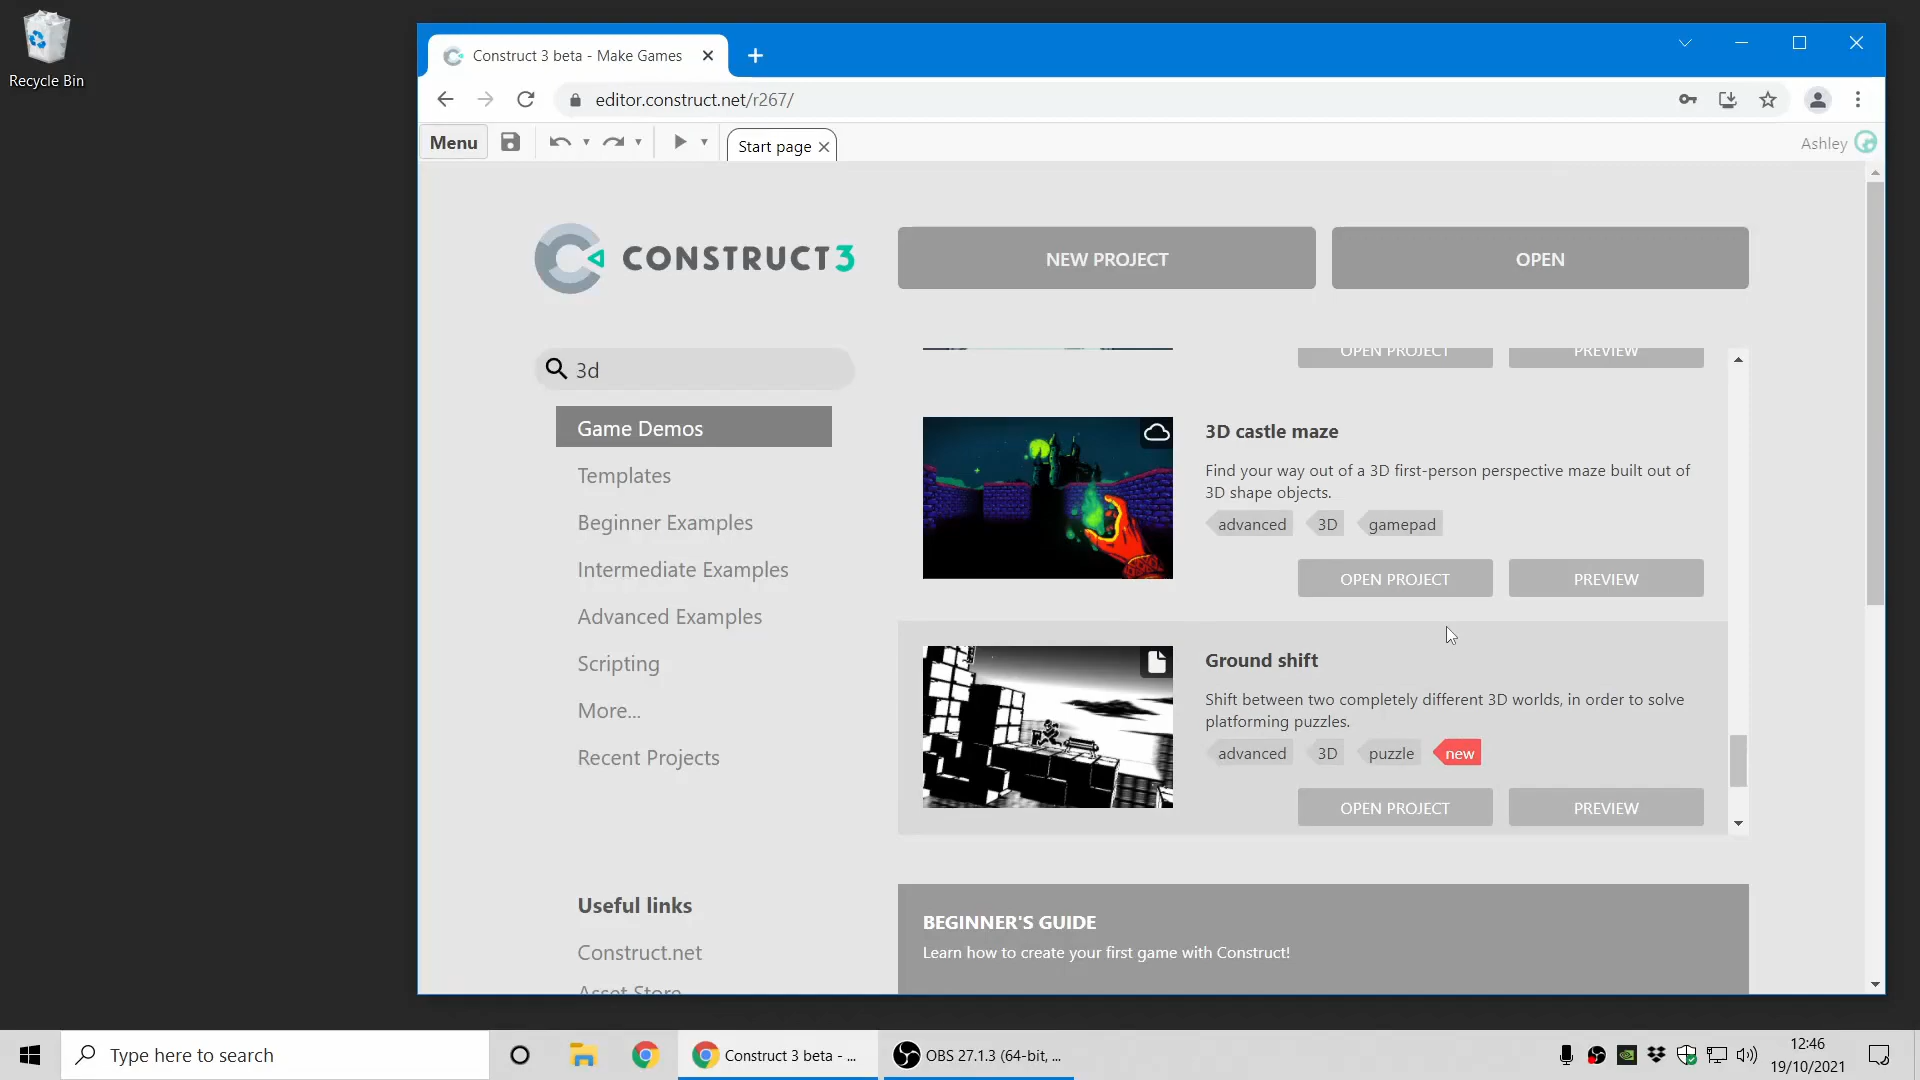 Recycle Bin
Construct 3 beta - Make Games
editor.construct.net/r267/
Menu
Start page
Ashley
CONSTRUCT 3
NEW PROJECT
OPEN
3d
Game Demos
Templates
Beginner Examples
Intermediate Examples
Advanced Examples
Scripting
More...
Recent Projects
OPEN PROJECT
PREVIEW
3D castle maze
Find your way out of a 3D first-person perspective maze built out of
3D shape objects.
advanced
3D
gamepad
OPEN PROJECT
PREVIEW
Ground shift
Shift between two completely different 3D worlds, in order to solve
platforming puzzles.
advanced
3D
puzzle
new
OPEN PROJECT
PREVIEW
Useful links
Construct.net
Asset Store
BEGINNER'S GUIDE
Learn how to create your first game with Construct!
Type here to search
Construct 3 beta - ...
OBS 27.1.3 (64-bit, ...
12:46
19/10/2021